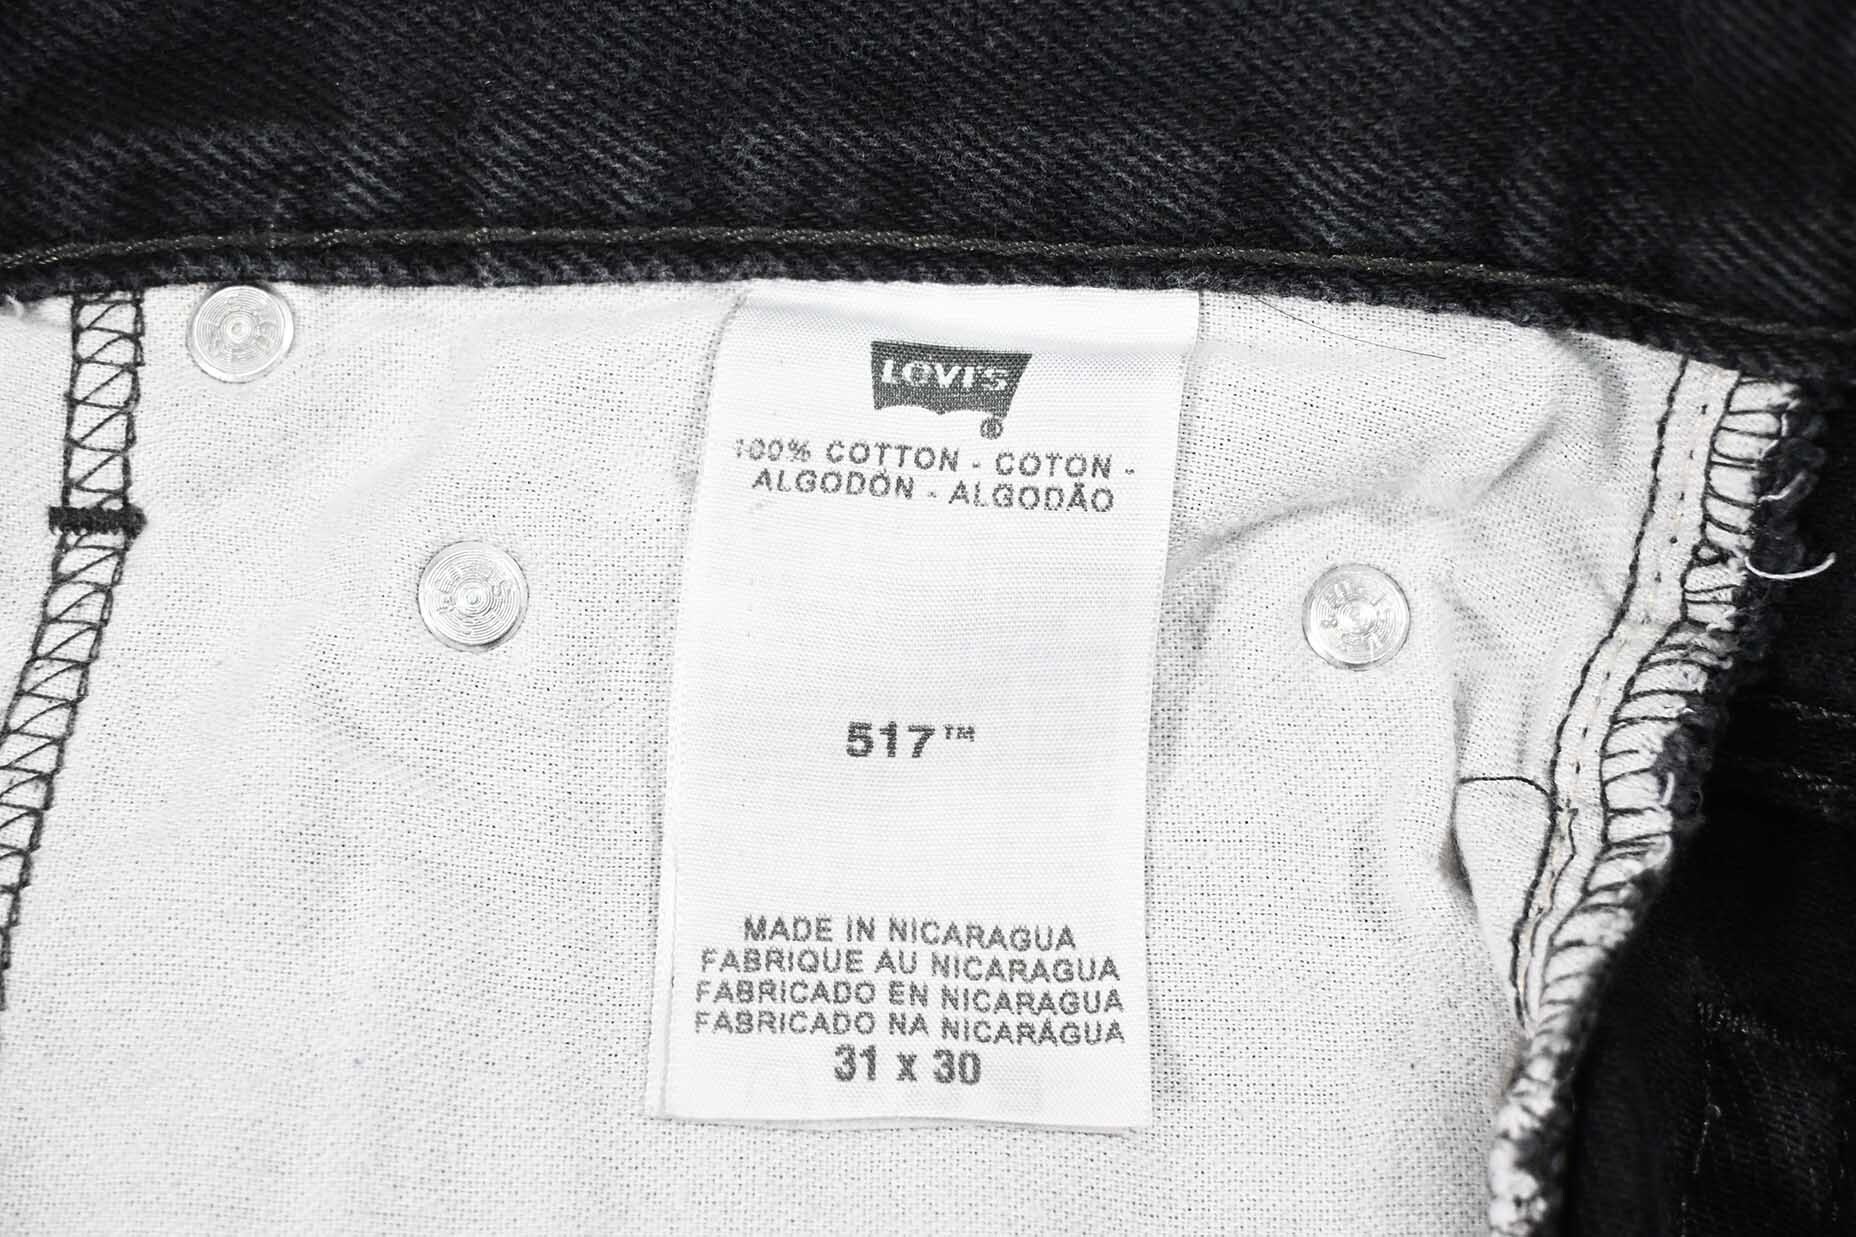 LOVI'S
®
100% COTTON - COTON -
ALGODÓN - ALGODÃO
517™
MADE IN NICARAGUA
FABRIQUE AU NICARAGUA
FABRICADO EN NICARAGUA
FABRICADO NA NICARÁGUA
31 x 30